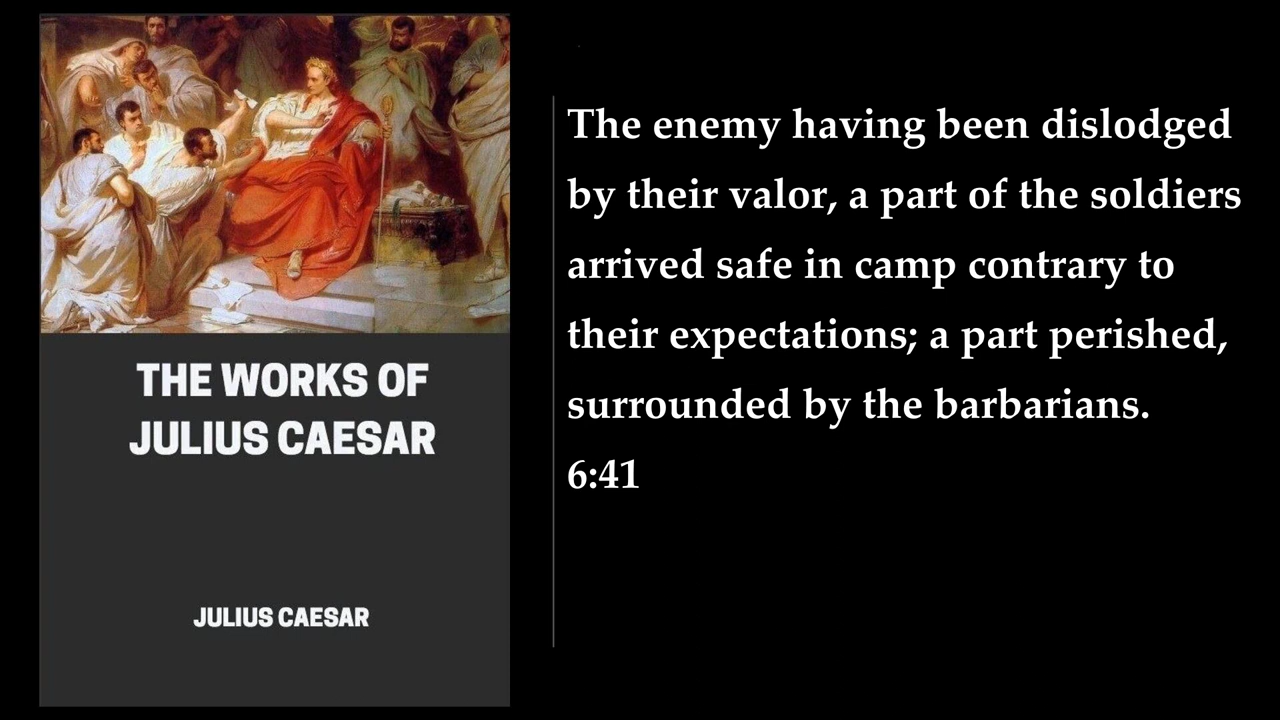 THE WORKS OF
JULIUS CAESAR
JULIUS CAESAR
The enemy having been dislodged
by their valor, a part of the soldiers
arrived safe in camp contrary to
their expectations; a part perished,
surrounded by the barbarians.
6:41